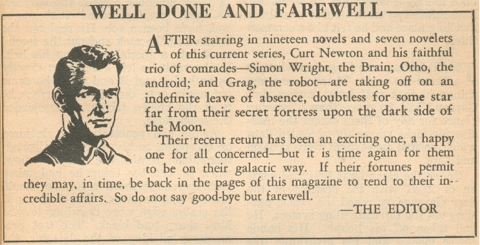 WELL DONE AND FAREWELL
AFTER starring in nineteen novels and seven novelets
of this current series, Curt Newton and his faithful
trio of comrades—Simon Wright, the Brain; Otho, the
android; and Grag, the robot—are taking off on an
indefinite leave of absence, doubtless for some star
far from their secret fortress upon the dark side of
the Moon.
Their recent return has been an exciting one, a happy
one for all concerned—but it is time again for them
to be on their galactic way. If their fortunes permit
they may, in time, be back in the pages of this magazine to tend to their in-
credible affairs. So do not say good-bye but farewell.
—THE EDITOR